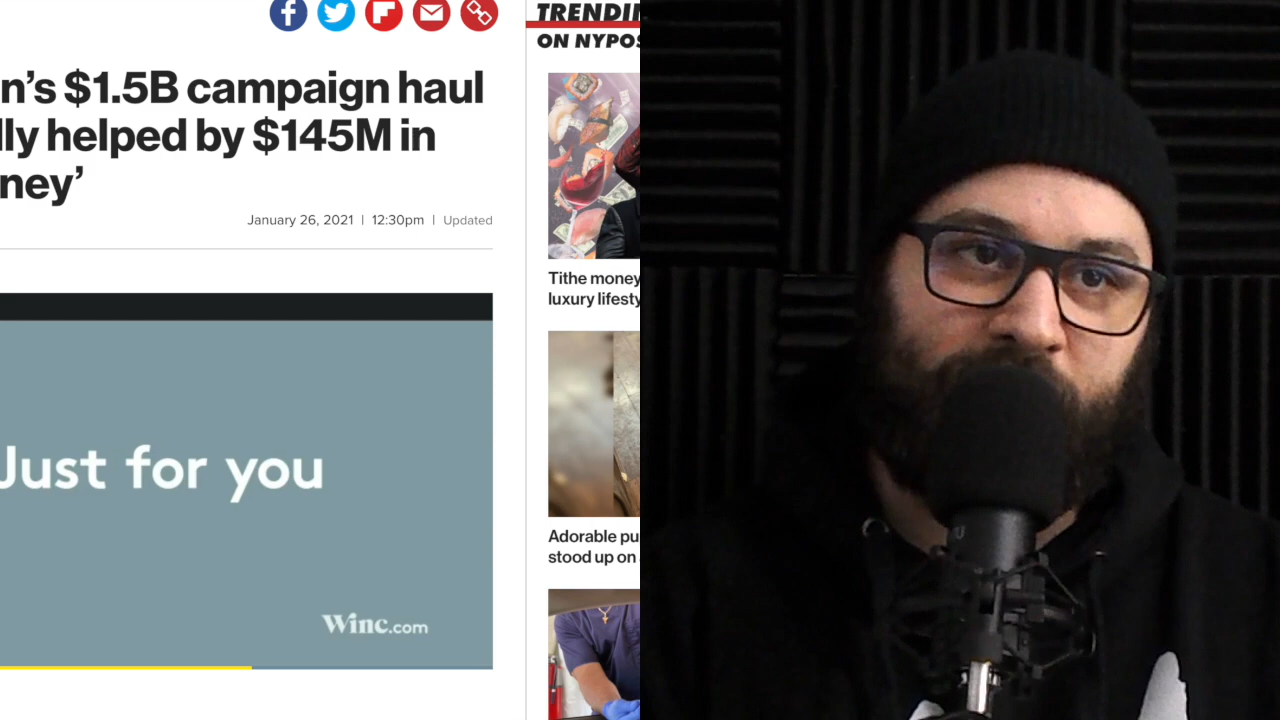 TRENDI
ON NYPOS
n's $1.5B campaign haul
lly helped by $145M in
ney'
January 26, 2021 | 12:30pm | Updated
Just for you
Winc.com
Tithe money
luxury lifesty
Adorable pu
stood up on